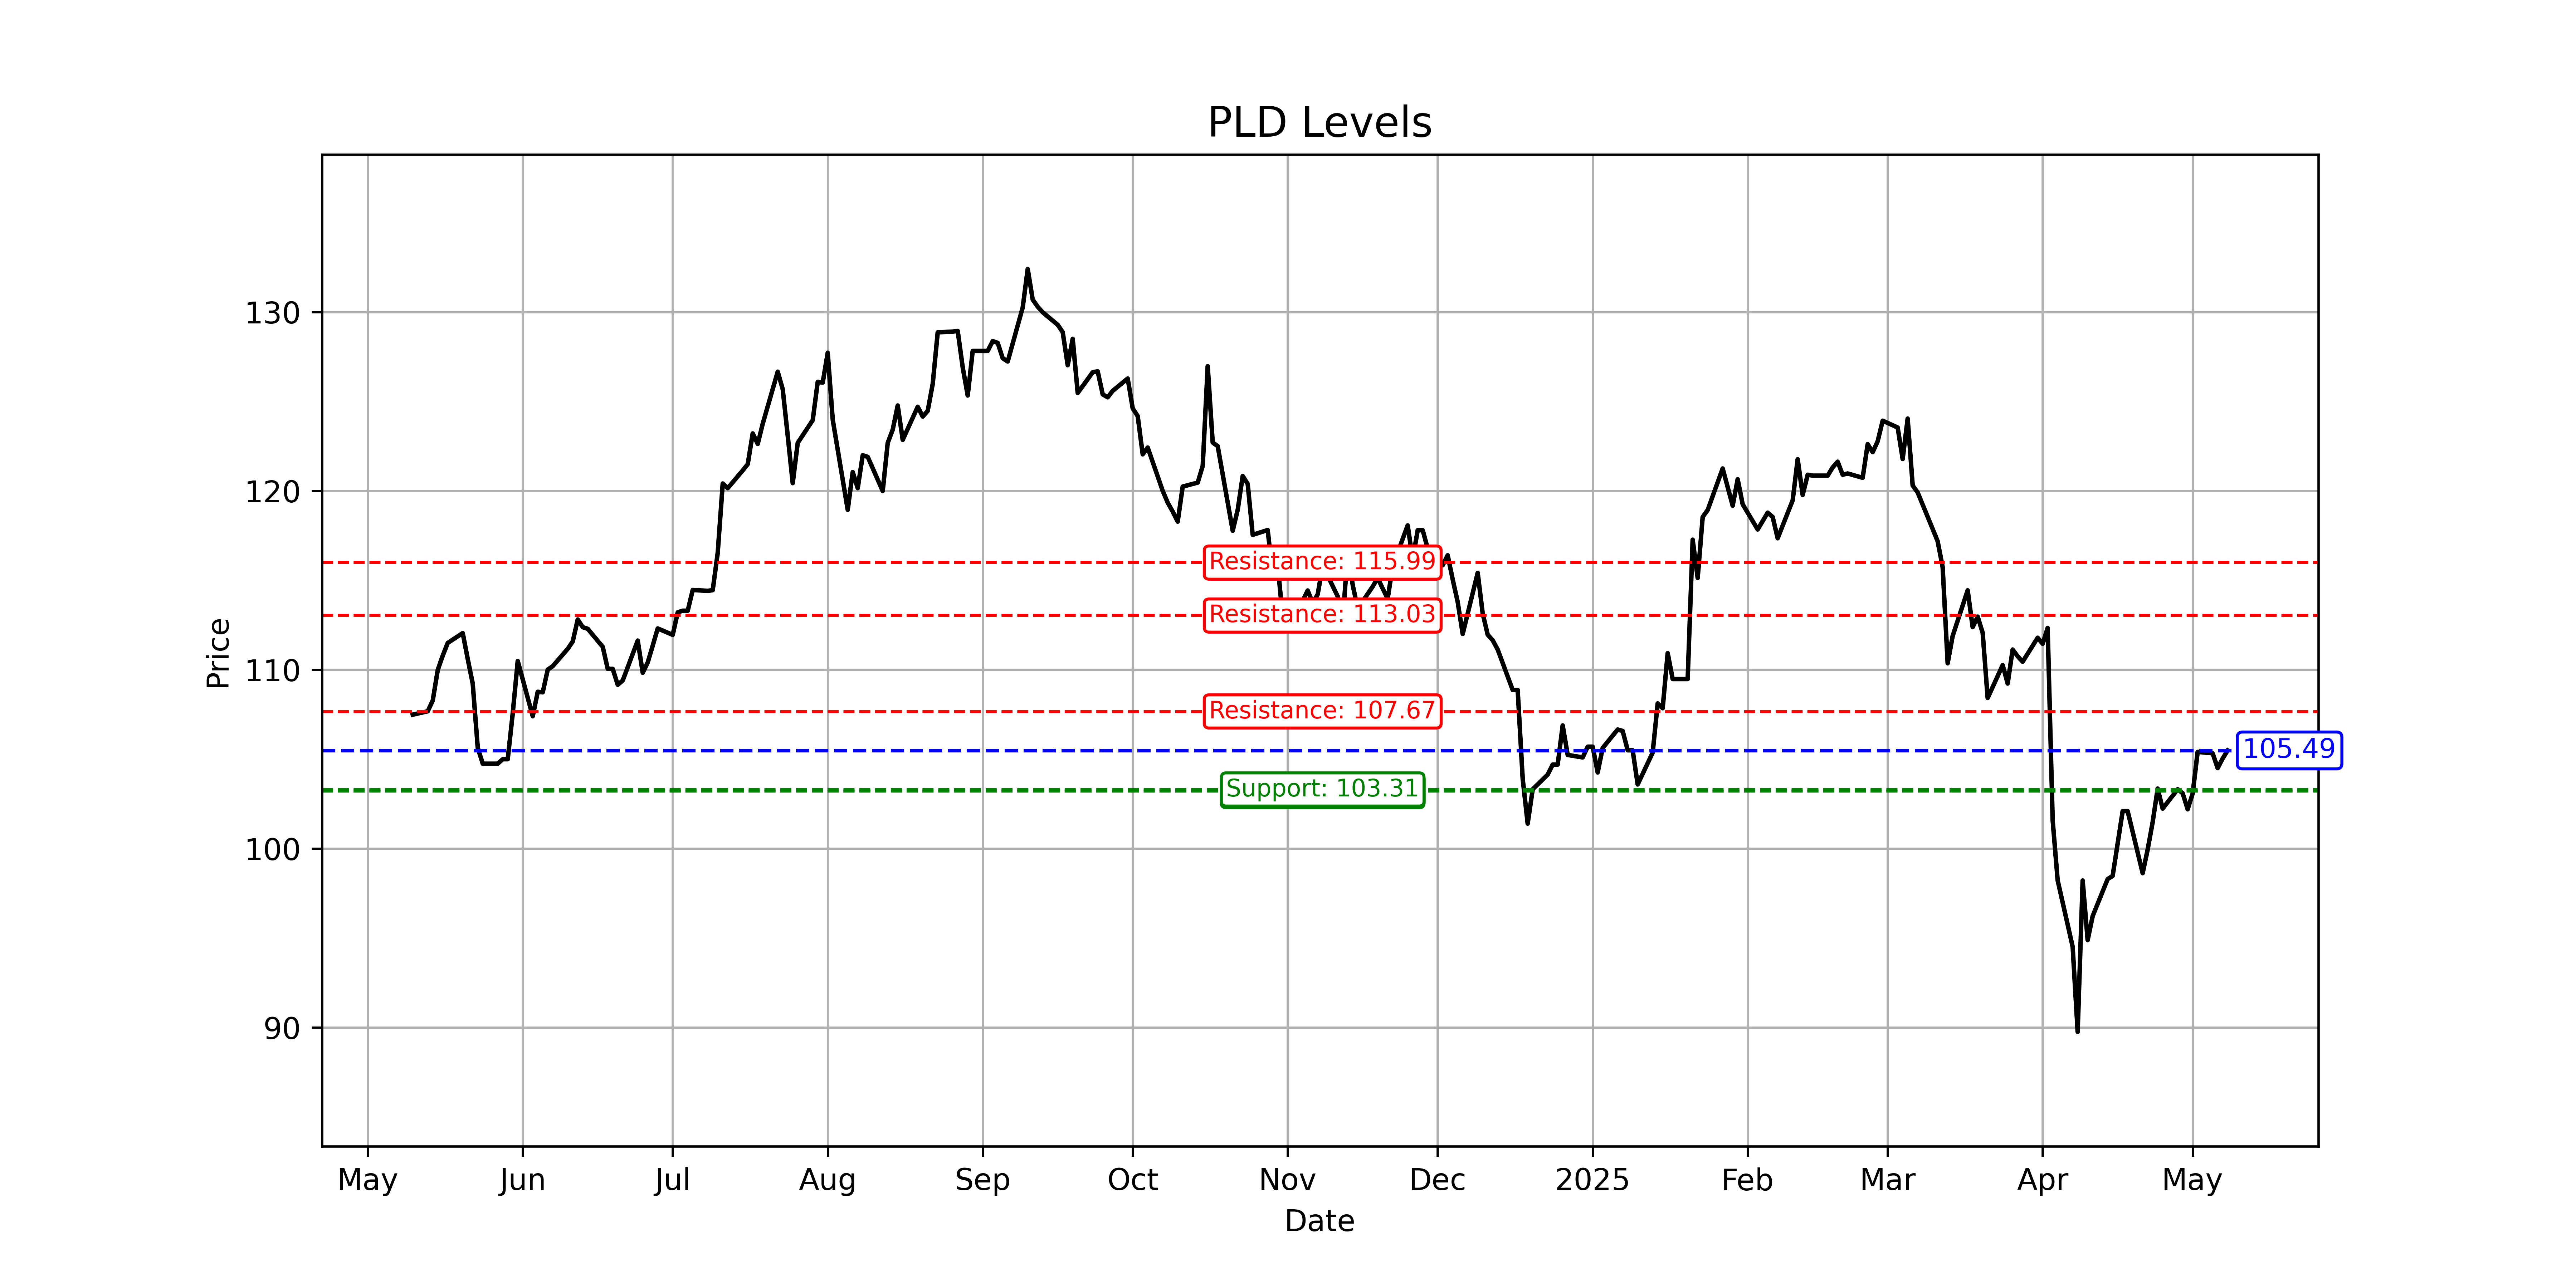 PLD Levels
Price
130
120
110
100
90
Resistance: 115.99
Resistance: 113.03
Resistance: 107.67
105.49
Support: 103.31
May Jun Jul Aug Sep Oct Nov Dec 2025 Feb Mar Apr May
Date